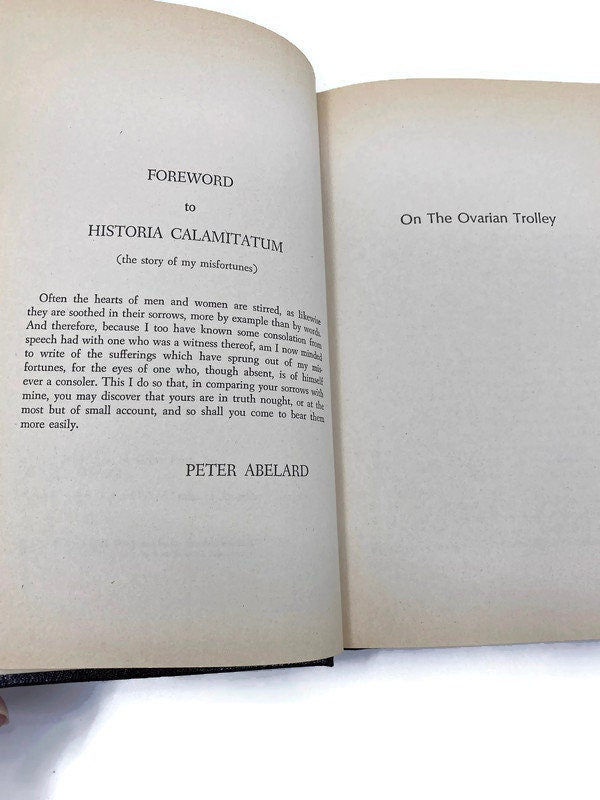 FOREWORD
to
HISTORIA CALAMITATUM
(the story of my misfortunes)
Often the hearts of men and women are stirred, as likewise
they are soothed in their sorrows, more by example than by words.
And therefore, because I too have known some consolation from
speech had with one who was a witness thereof, am I now minded
to write of the sufferings which have sprung out of my mis-
fortunes, for the eyes of one who, though absent, is of himself
ever a consoler. This I do so that, in comparing your sorrows with
mine, you may discover that yours are in truth nought, or at the
most but of small account, and so shall you come to bear them
more easily.
PETER ABELARD
On The Ovarian Trolley